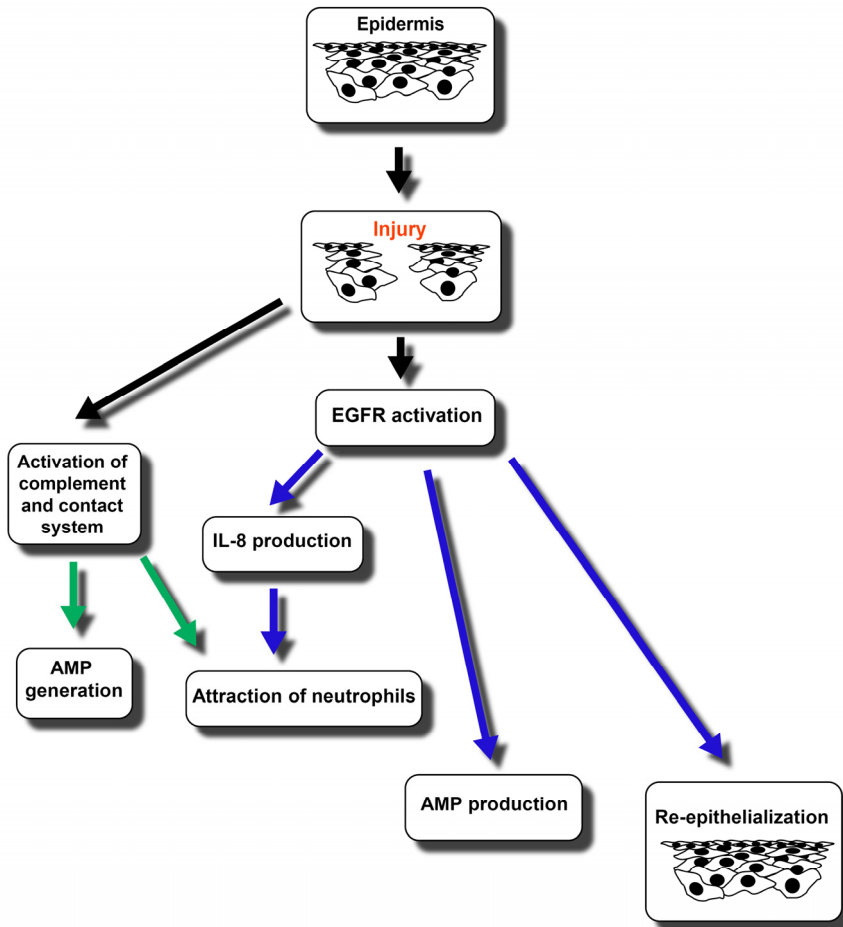 Epidermis
Injury
EGFR activation
Activation of
complement
and contact
system
IL-8 production
AMP
generation
Attraction of neutrophils
AMP production
Re-epithelialization